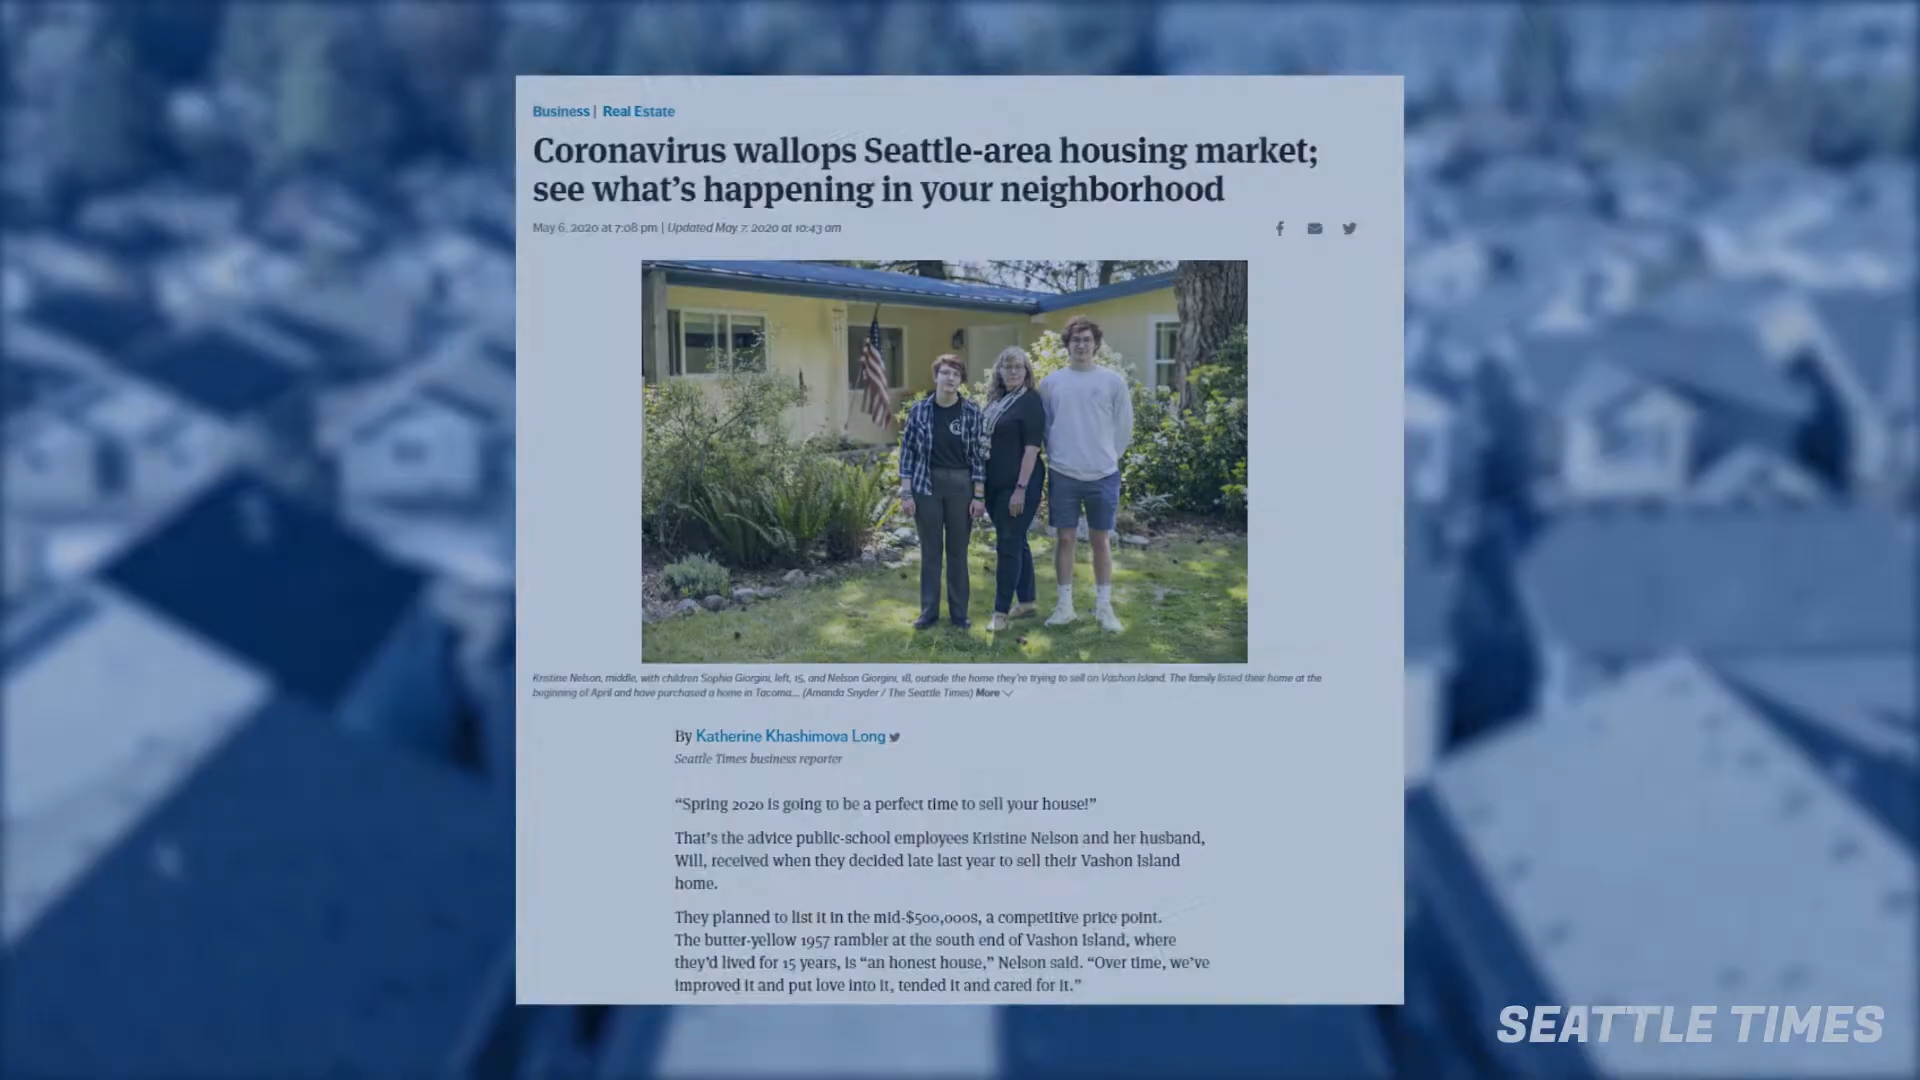 Business | Real Estate
Coronavirus wallops Seattle-area housing market;
see what's happening in your neighborhood
May 6, 2020 at 7:08 pm | Updated May 7, 2020 at 10:43 am
Kristine Nelson, middle, with children Sophia Giorgini, left, 15, and Nelson Giorgini, 18, outside the home they're trying to sell on Vashon Island. The family listed their home at the
beginning of April and have purchased a home in Tacoma... (Amanda Snyder / The Seattle Times) More
By Katherine Khashimova Long
Seattle Times business reporter
“Spring 2020 is going to be a perfect time to sell your house!”
That’s the advice public-school employees Kristine Nelson and her husband,
Will, received when they decided late last year to sell their Vashon Island
home.
They planned to list it in the mid-$500,000s, a competitive price point.
The butter-yellow 1957 rambler at the south end of Vashon Island, where
they’d lived for 15 years, is “an honest house,” Nelson said. “Over time, we’ve
improved it and put love into it, tended it and cared for it.”
SEATTLE TIMES